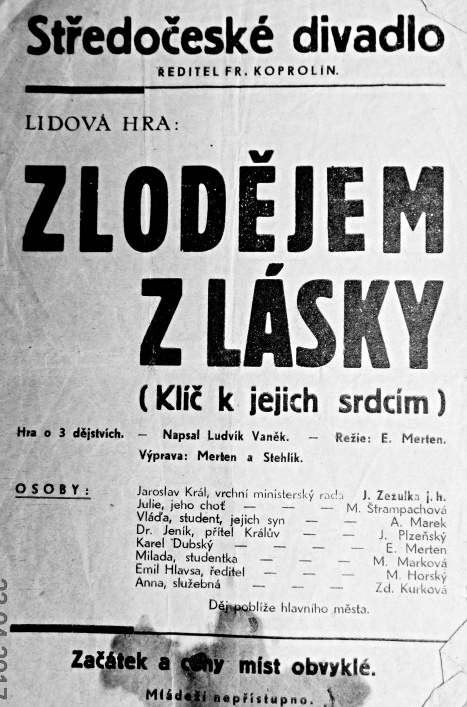 Středočeské divadlo
ŘEDITEL FR. KOPROLÍN.
LIDOVÁ HRA:
ZLODĚJEM
Z LÁSKY
(Klíč k jejich srdcím)
Hra o 3 dějstvích. — Napsal Ludvík Vaněk. — Režie: E. Merten.
Výprava: Merten a Stehlík.
OSOBY:
Jaroslav Král, vrchní ministerský rada J. Zezulka j. h.
Julie, jeho choť — — — M. Štrampachová
Vláďa, student, jejich syn — — A. Marek
Dr. Jeník, přítel Králův — — J. Plzeňský
Karel Dubský — — — — E. Merten
Milada, studentka — — — M. Marková
Emil Hlavsa, ředitel — — — M. Horský
Anna, služebná — — — Zd. Kurková
Děj poblíže hlavního města.
Začátek a ceny míst obvyklé.
Mládeži nepřístupno.